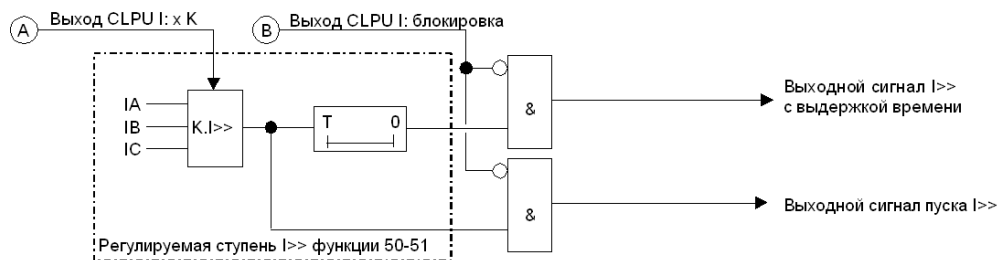 A
Выход CLPU I: x K
B
Выход CLPU I: блокировка
IA
IB
IC
K.I>>
T 0
&
Выходной сигнал I>>
с выдержкой времени
&
Выходной сигнал пуска I>>
Регулируемая ступень I>> функции 50-51